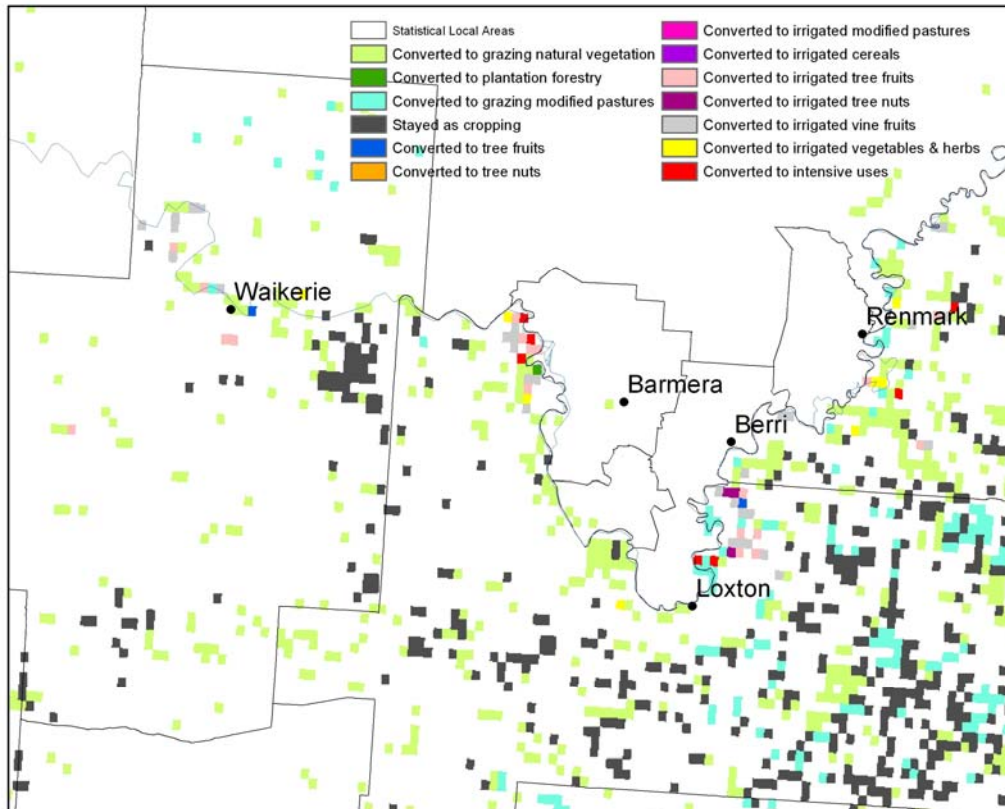 Statistical Local Areas
Converted to grazing natural vegetation
Converted to plantation forestry
Converted to grazing modified pastures
Stayed as cropping
Converted to tree fruits
Converted to tree nuts
Converted to irrigated modified pastures
Converted to irrigated cereals
Converted to irrigated tree fruits
Converted to irrigated tree nuts
Converted to irrigated vine fruits
Converted to irrigated vegetables & herbs
Converted to intensive uses
Waikerie
Renmark
Barmera
Berri
Loxton